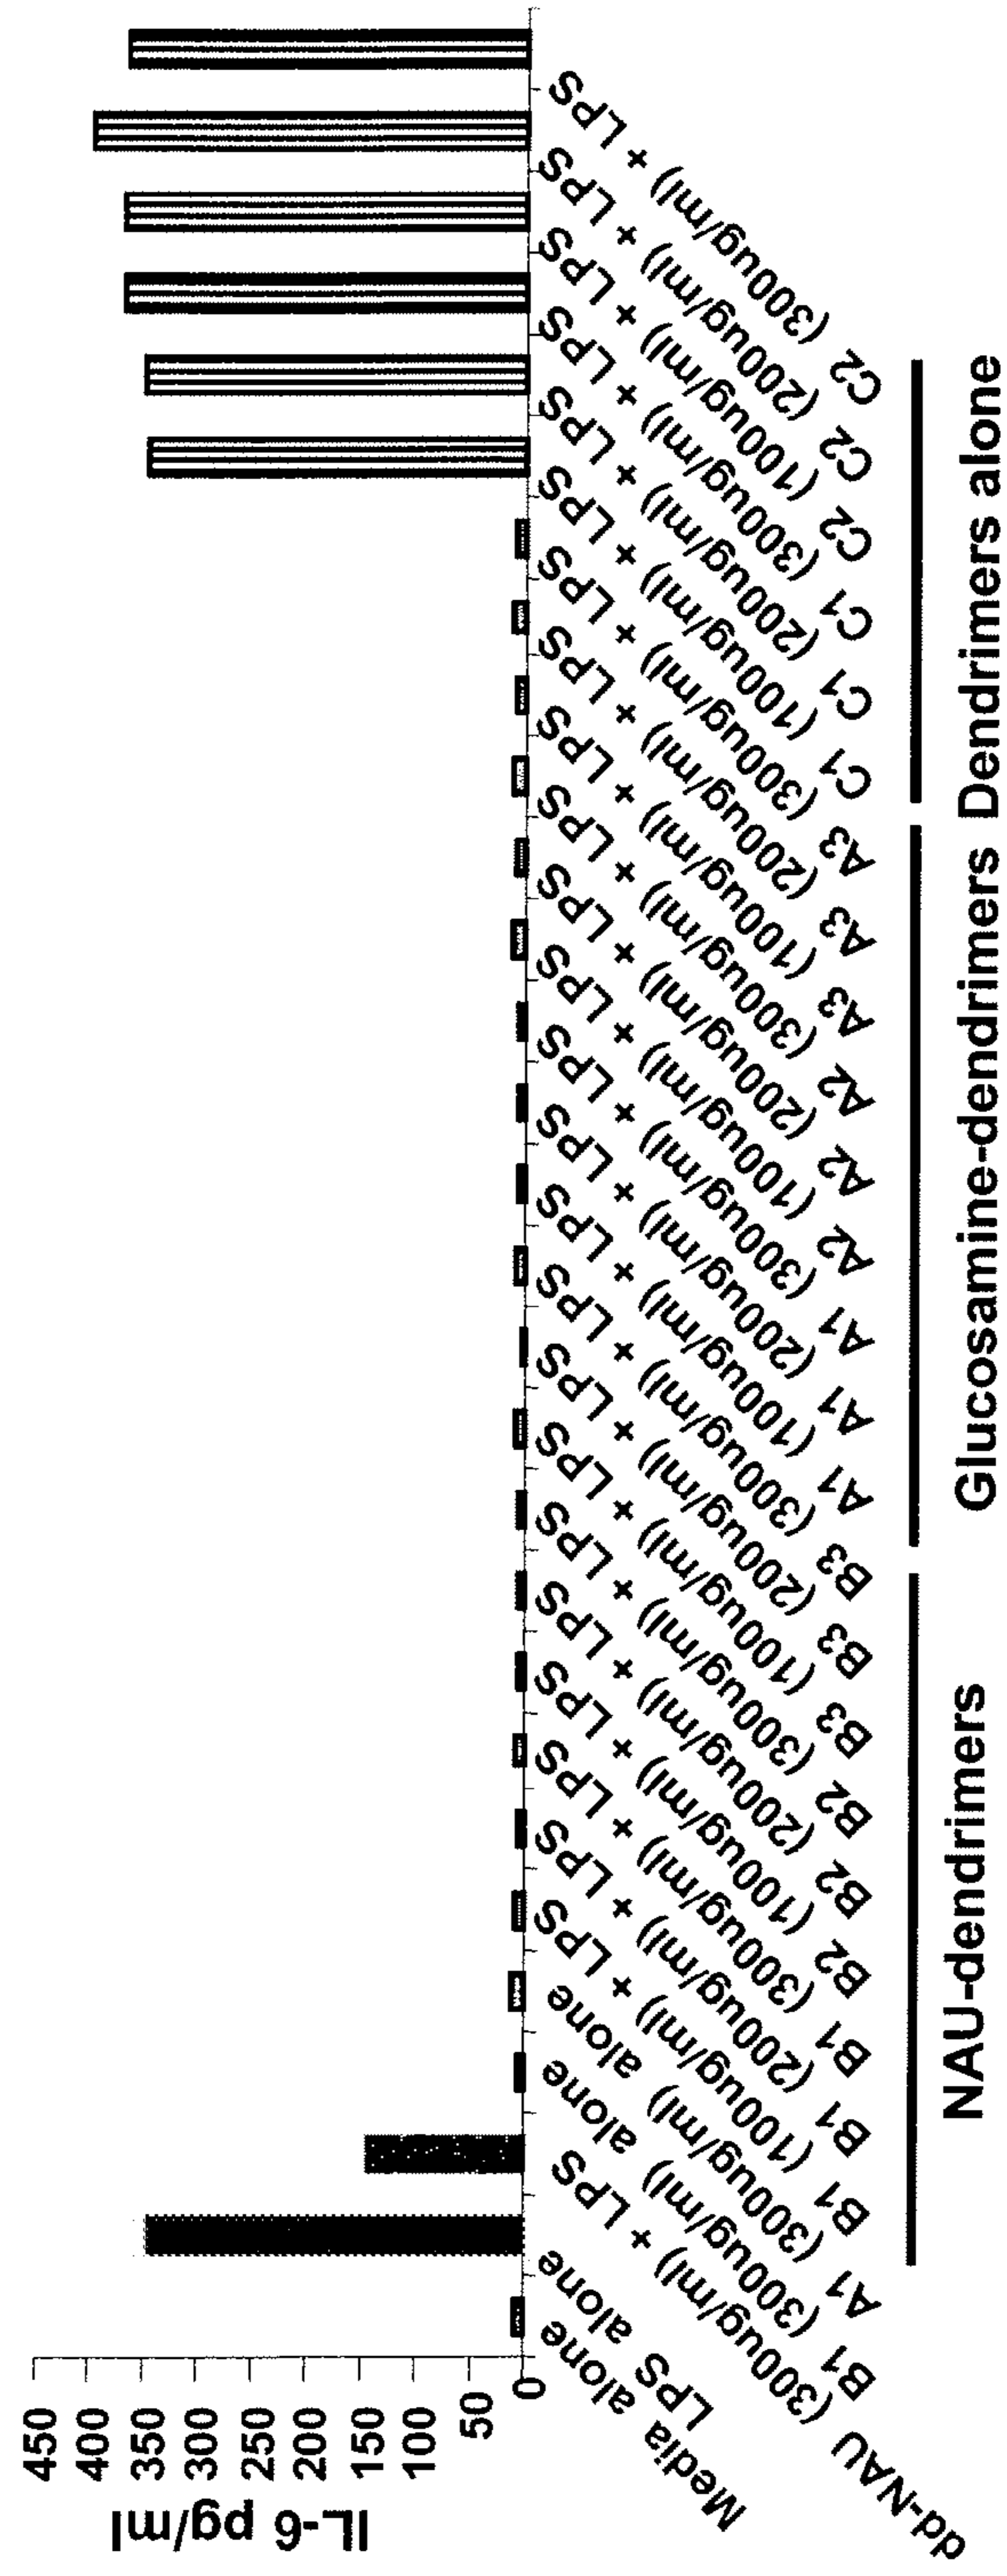 IL-6 pg/ml
450
400
350
300
250
200
150
100
50
0
Media alone
LPS alone
dd-NAU (300ug/ml) + LPS
B1 (300ug/ml) alone
A1 (300ug/ml) alone
B1 (100ug/ml) + LPS
B1 (200ug/ml) + LPS
B1 (300ug/ml) + LPS
B2 (100ug/ml) + LPS
B2 (200ug/ml) + LPS
B2 (300ug/ml) + LPS
B3 (100ug/ml) + LPS
B3 (200ug/ml) + LPS
B3 (300ug/ml) + LPS
A1 (100ug/ml) + LPS
A1 (200ug/ml) + LPS
A1 (300ug/ml) + LPS
A2 (100ug/ml) + LPS
A2 (200ug/ml) + LPS
A2 (300ug/ml) + LPS
A3 (100ug/ml) + LPS
A3 (200ug/ml) + LPS
A3 (300ug/ml) + LPS
C1 (100ug/ml) + LPS
C1 (200ug/ml) + LPS
C1 (300ug/ml) + LPS
C2 (100ug/ml) + LPS
C2 (200ug/ml) + LPS
C2 (300ug/ml) + LPS
NAU-dendrimers
Glucosamine-dendrimers
Dendrimers alone